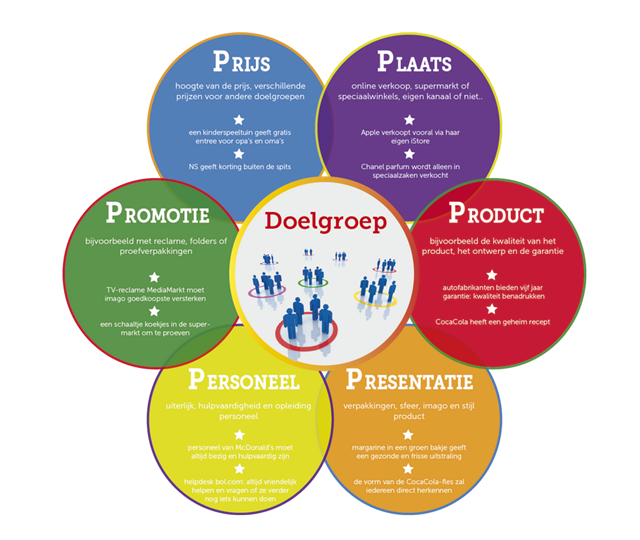 PRIJS
hoogte van de prijs, verschillende
prijzen voor andere doelgroepen
een kinderspeeltuin geeft gratis
entree voor opa's en oma's
NS geeft korting buiten de spits
PLAATS
online verkoop, supermarkt of
speciaalwinkels, eigen kanaal of niet..
Apple verkoopt vooral via haar
eigen iStore
Chanel parfum wordt alleen in
speciaalzaken verkocht
PROMOTIE
bijvoorbeeld met reclame, folders of
proefverpakkingen
TV-reclame MediaMarkt moet
imago goedkoopste versterken
een schaaltje koekjes in de super-
markt om te proeven
Doelgroep
PRODUCT
bijvoorbeeld de kwaliteit van het
product, het ontwerp en de garantie
autofabrikanten bieden vijf jaar
garantie: kwaliteit benadrukken
CocaCola heeft een geheim recept
PERSONEEL
uiterlijk, hulpvaardigheid en opleiding
personeel
personeel van McDonald's moet
altijd bezig en hulpvaardig zijn
helpdesk bol.com: altijd vriendelijk
helpen en vragen of ze verder
nog iets kunnen doen
PRESENTATIE
verpakkingen, sfeer, imago en stijl
product
margarine in een groen bakje geeft
een gezonde en frisse uitstraling
de vorm van de CocaCola-fles zal
iedereen direct herkennen